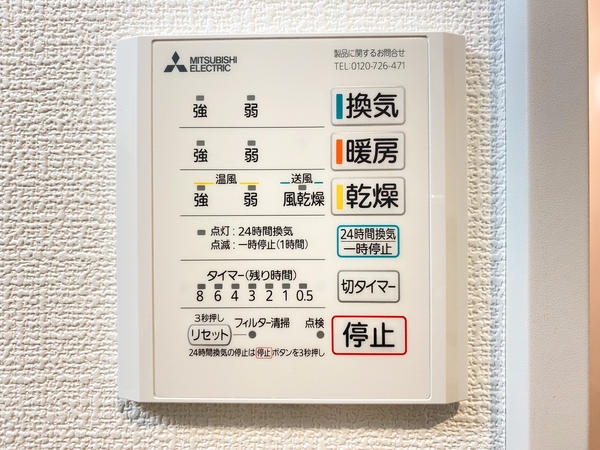 MITSUBISHI
ELECTRIC
製品に関するお問合せ
TEL:0120-726-471
強 弱 換気
強 弱 暖房
温風 送風
強 弱 風乾燥 乾燥
点灯:24時間換気
点滅:一時停止(1時間)
24時間換気
一時停止
タイマー(残り時間)
8 6 4 3 2 1 0.5
切タイマー
3秒押し
リセット フィルター清掃 点検
停止
24時間換気の停止は停止ボタンを3秒押し